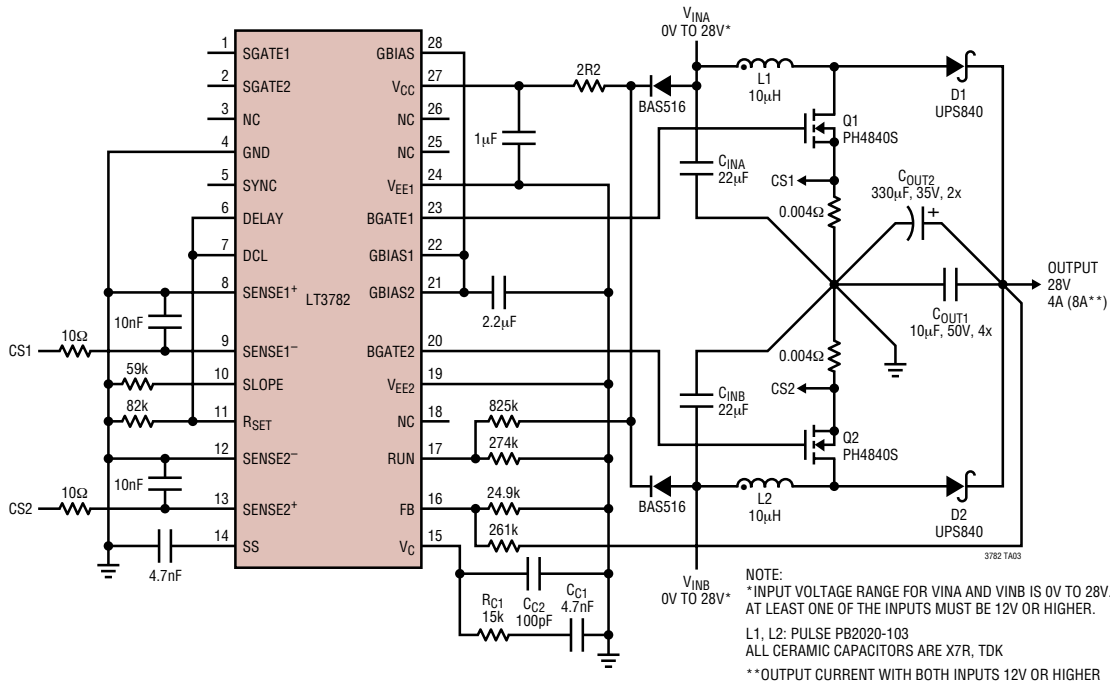 1
SGATE1
2
SGATE2
3
NC
4
GND
5
SYNC
6
DELAY
7
DCL
8
SENSE1+
LT3782
10nF
CS1
10Ω
9
SENSE1–
59k
10
SLOPE
82k
11
RSET
12
SENSE2–
10nF
CS2
10Ω
13
SENSE2+
14
SS
4.7nF
28
GBIAS
27
VCC
26
NC
25
NC
24
VEE1
23
BGATE1
22
GBIAS1
21
GBIAS2
20
BGATE2
19
VEE2
18
NC
17
RUN
16
FB
15
VC
2R2
1µF
2.2µF
825k
274k
24.9k
261k
RC1
15k
CC2
100pF
CC1
4.7nF
VINA
0V TO 28V*
BAS516
L1
10µH
D1
UPS840
Q1
PH4840S
CINA
22µF
CS1
0.004Ω
COUT2
330µF, 35V, 2x
+
OUTPUT
28V
4A (8A**)
COUT1
10µF, 50V, 4x
0.004Ω
CS2
CINB
22µF
Q2
PH4840S
BAS516
L2
10µH
D2
UPS840
3782 TA03
VINB
0V TO 28V*
NOTE:
*INPUT VOLTAGE RANGE FOR VINA AND VINB IS 0V TO 28V.
AT LEAST ONE OF THE INPUTS MUST BE 12V OR HIGHER.
L1, L2: PULSE PB2020-103
ALL CERAMIC CAPACITORS ARE X7R, TDK
**OUTPUT CURRENT WITH BOTH INPUTS 12V OR HIGHER